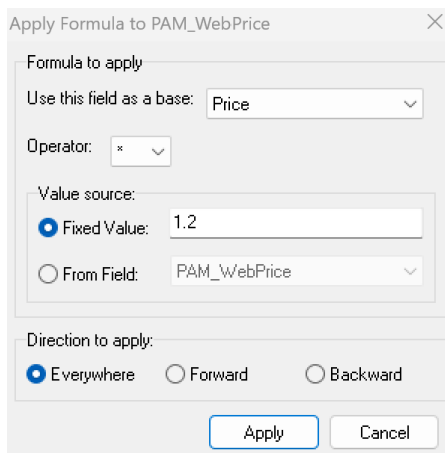 Apply Formula to PAM_WebPrice
Formula to apply
Use this field as a base: Price
Operator: *
Value source:
Fixed Value: 1.2
From Field: PAM_WebPrice
Direction to apply:
Everywhere Forward Backward
Apply Cancel